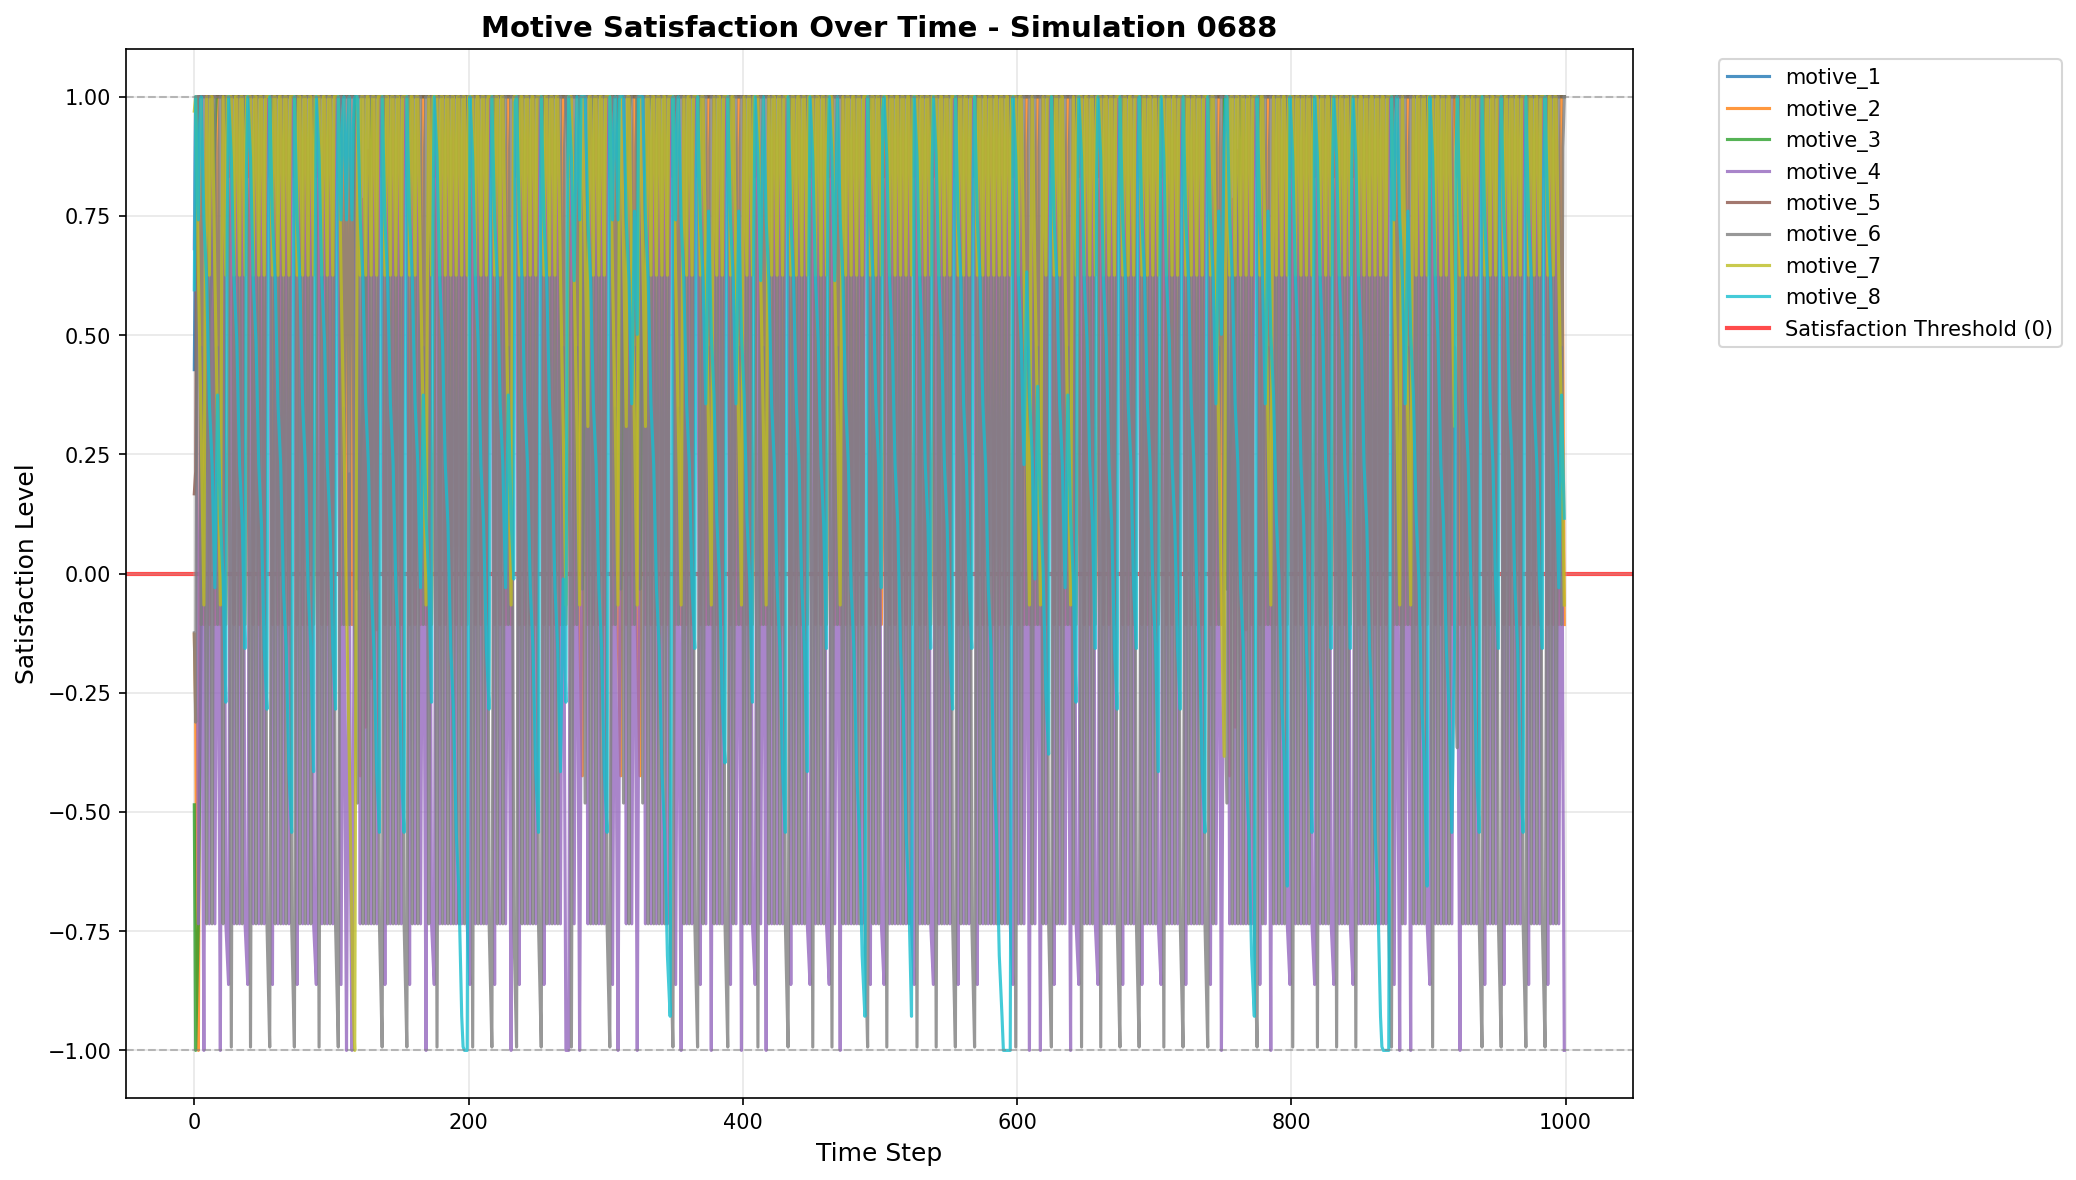 Motive Satisfaction Over Time - Simulation 0688
1.00
0.75
0.50
0.25
0.00
−0.25
−0.50
−0.75
−1.00
Satisfaction Level
0
200
400
600
800
1000
Time Step
motive_1
motive_2
motive_3
motive_4
motive_5
motive_6
motive_7
motive_8
Satisfaction Threshold (0)